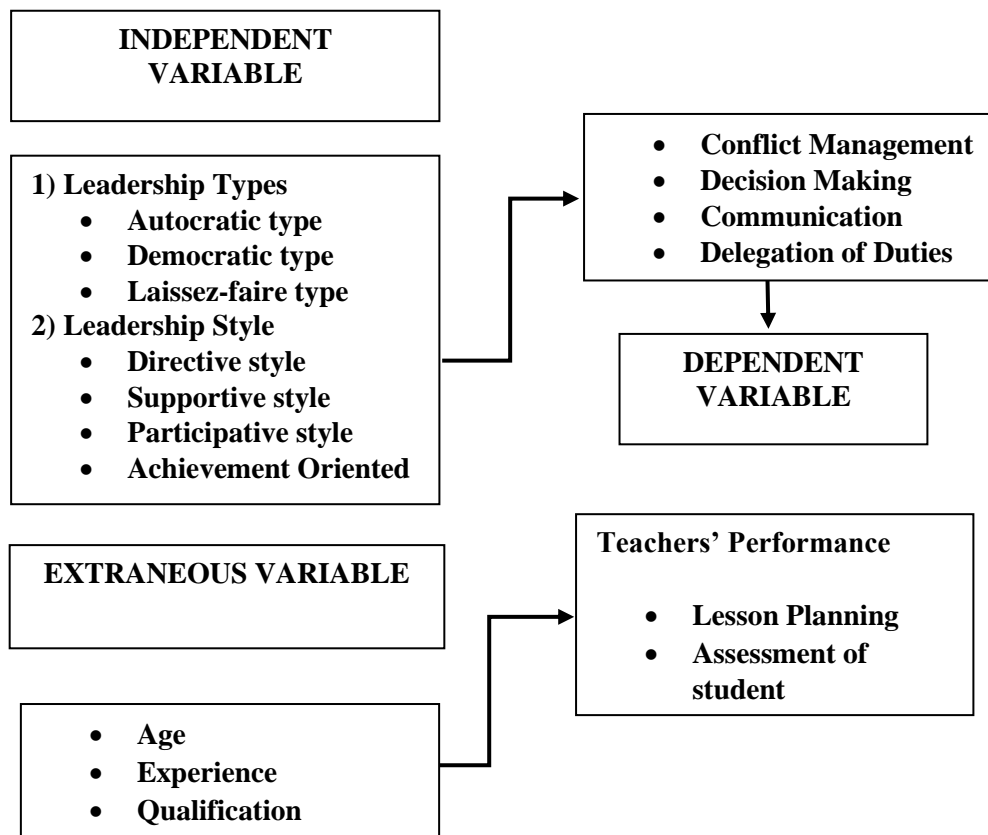 INDEPENDENT
VARIABLE
1) Leadership Types
• Autocratic type
• Democratic type
• Laissez-faire type
2) Leadership Style
• Directive style
• Supportive style
• Participative style
• Achievement Oriented
• Conflict Management
• Decision Making
• Communication
• Delegation of Duties
DEPENDENT
VARIABLE
EXTRANEOUS VARIABLE
• Age
• Experience
• Qualification
Teachers’ Performance
• Lesson Planning
• Assessment of
student